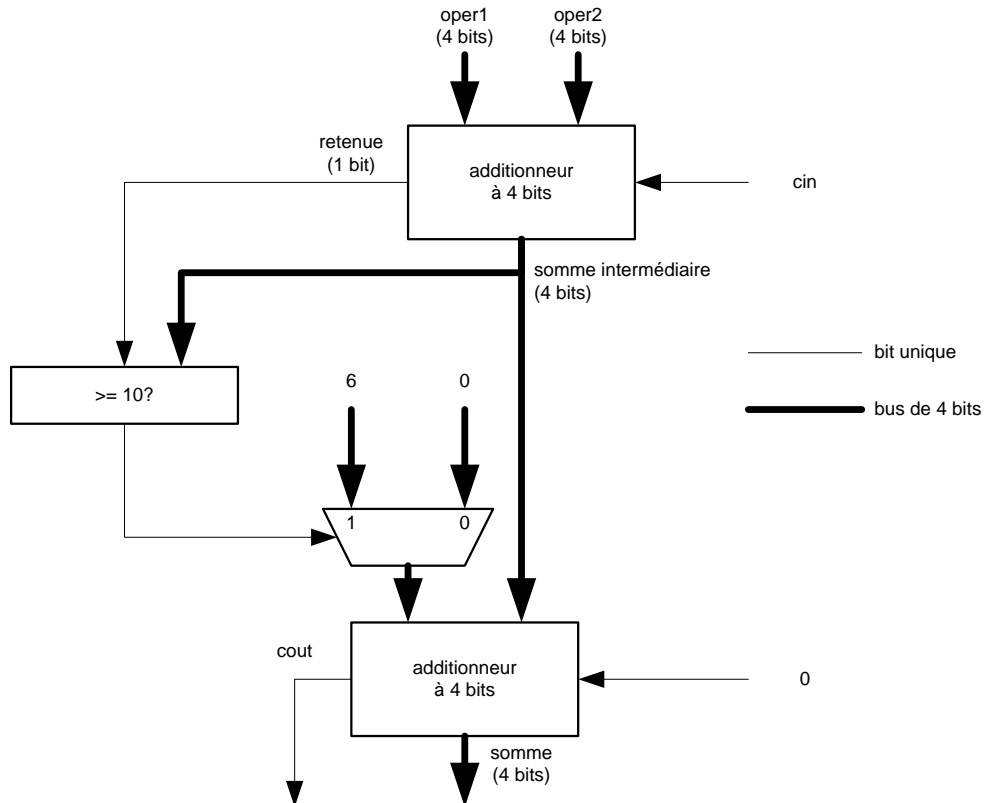 oper1
(4 bits)
oper2
(4 bits)
retenue
(1 bit)
additionneur
à 4 bits
cin
somme intermédiaire
(4 bits)
bit unique
>= 10?
6
0
bus de 4 bits
1
0
cout
additionneur
à 4 bits
0
somme
(4 bits)